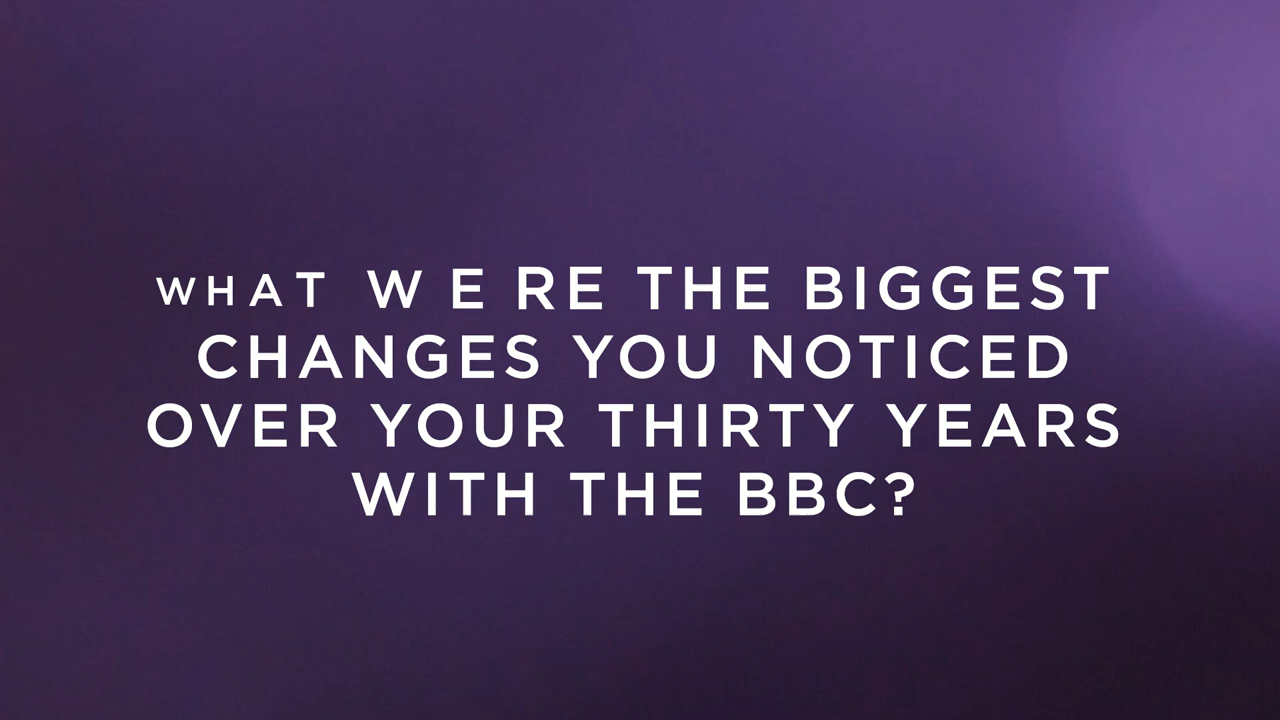 WHAT WERE THE BIGGEST
CHANGES YOU NOTICED
OVER YOUR THIRTY YEARS
WITH THE BBC?